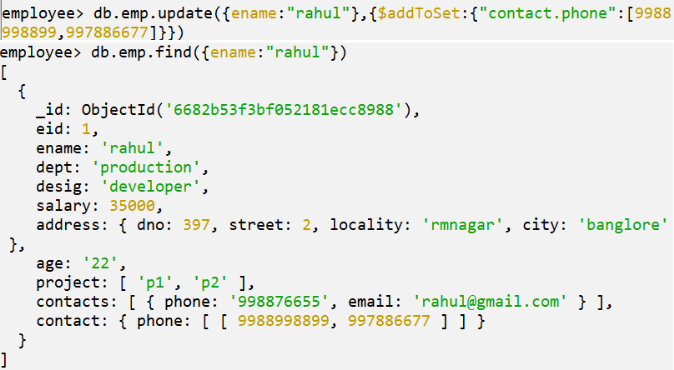 employee> db.emp.update({ename:"rahul"},{$addToSet:{"contact.phone":[9988
998899,997886677]}})
employee> db.emp.find({ename:"rahul"})
[
  {
    _id: ObjectId('6682b53f3bf052181ecc8988'),
    eid: 1,
    ename: 'rahul',
    dept: 'production',
    desig: 'developer',
    salary: 35000,
    address: { dno: 397, street: 2, locality: 'rmnagar', city: 'banglore'
 },
    age: '22',
    project: [ 'p1', 'p2' ],
    contacts: [ { phone: '998876655', email: 'rahul@gmail.com' } ],
    contact: { phone: [ [ 9988998899, 997886677 ] ] }
  }
]